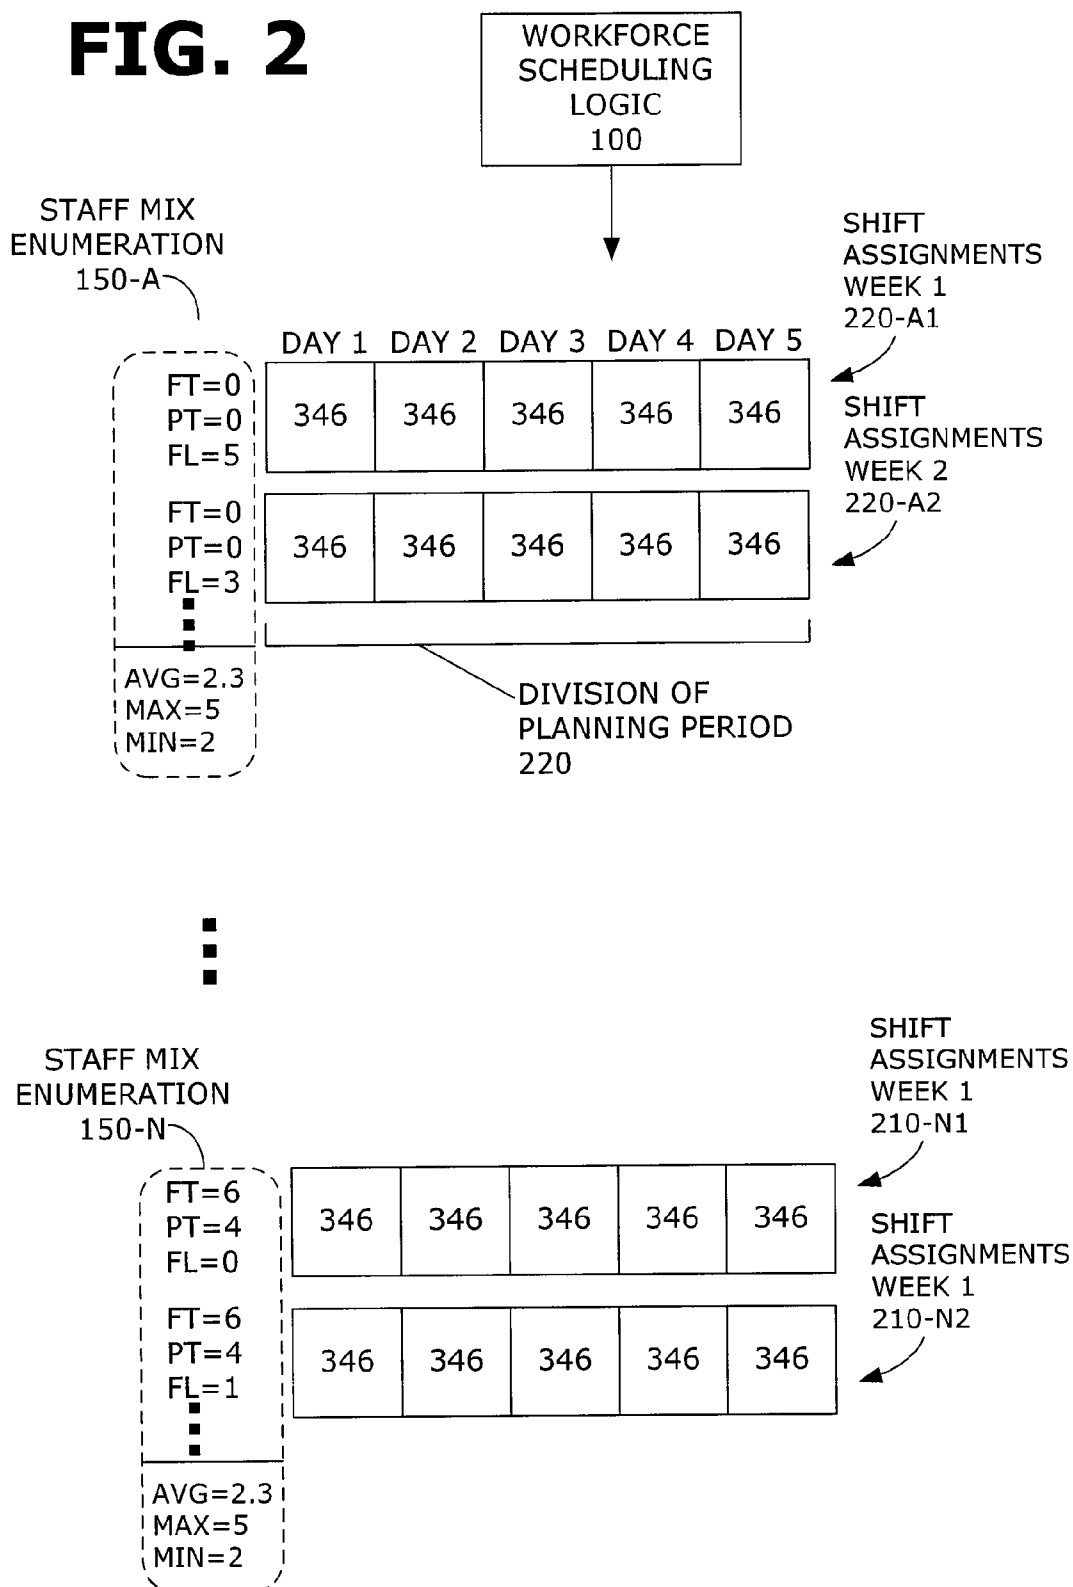 FIG. 2
WORKFORCE
SCHEDULING
LOGIC
100
STAFF MIX
ENUMERATION
150-A
SHIFT
ASSIGNMENTS
WEEK 1
220-A1
DAY 1 DAY 2 DAY 3 DAY 4 DAY 5
FT=0
PT=0
FL=5
346 346 346 346 346
SHIFT
ASSIGNMENTS
WEEK 2
220-A2
FT=0
PT=0
FL=3
346 346 346 346 346
AVG=2.3
MAX=5
MIN=2
DIVISION OF
PLANNING PERIOD
220
STAFF MIX
ENUMERATION
150-N
SHIFT
ASSIGNMENTS
WEEK 1
210-N1
FT=6
PT=4
FL=0
346 346 346 346 346
SHIFT
ASSIGNMENTS
WEEK 1
210-N2
FT=6
PT=4
FL=1
346 346 346 346 346
AVG=2.3
MAX=5
MIN=2